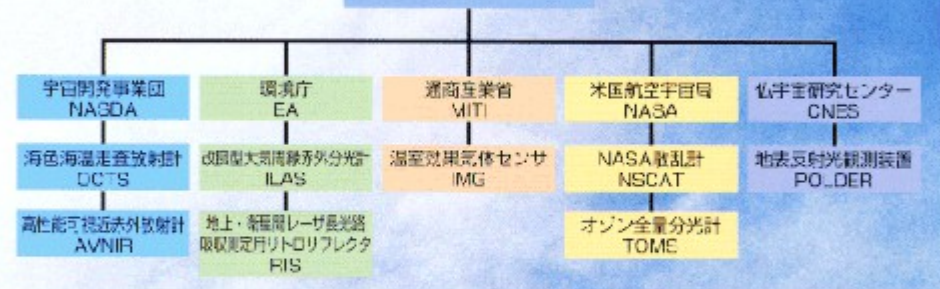 宇宙開発事業団
NASDA
環境庁
EA
通商産業省
MITI
米国航空宇宙局
NASA
仏宇宙研究センター
CNES
海色海温走査放射計
OCTS
改良型大気周縁赤外分光計
ILAS
温室効果気体センサ
IMG
NASA散乱計
NSCAT
地表反射光観測装置
POLDER
高性能可視近赤外放射計
AVNIR
地上・衛星間レーザ長光路
吸収測定用リトロリフレクタ
RIS
オゾン全量分光計
TOMS